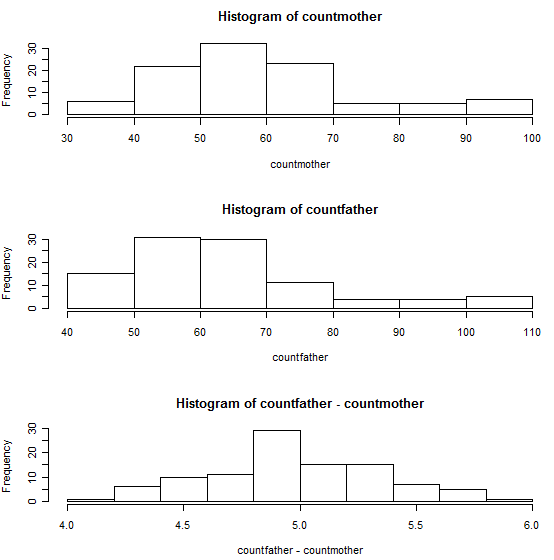 Histogram of countmother
Frequency
0 10 20 30
30 40 50 60 70 80 90 100
countmother
Histogram of countfather
Frequency
0 10 20 30
40 50 60 70 80 90 100 110
countfather
Histogram of countfather - countmother
Frequency
0 10 20 30
4.0 4.5 5.0 5.5 6.0
countfather - countmother